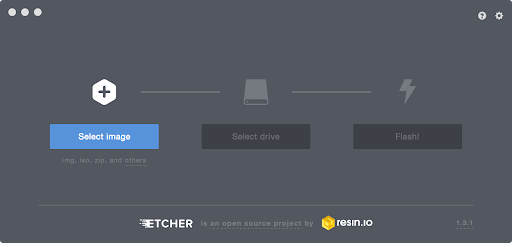 Select image
Select drive
Flash!
img, iso, zip, and others
ETCHER is an open source project by resin.io
1.3.1